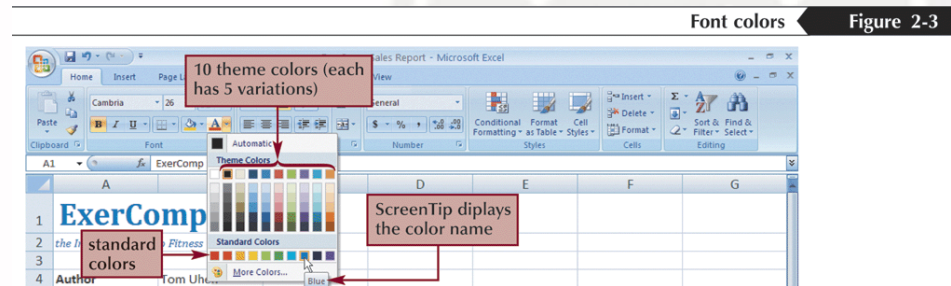 Font colors Figure 2-3
Sales Report - Microsoft Excel
Home Insert Page L View
10 theme colors (each
has 5 variations)
Cambria 26 General
Paste B I U A $ % , Conditional Format Cell
Formatting as Table Styles
Insert
Delete
Format
Σ Sort & Find &
Filter Select
Clipboard Font Number Styles Cells Editing
Automatic
A1 fx ExerComp
Theme Colors
A D E F G
1 ExerComp
ScreenTip diplays
the color name
2 the Fitness
Standard Colors
standard
colors
3
More Colors...
4 Author Tom Uhen
Blue